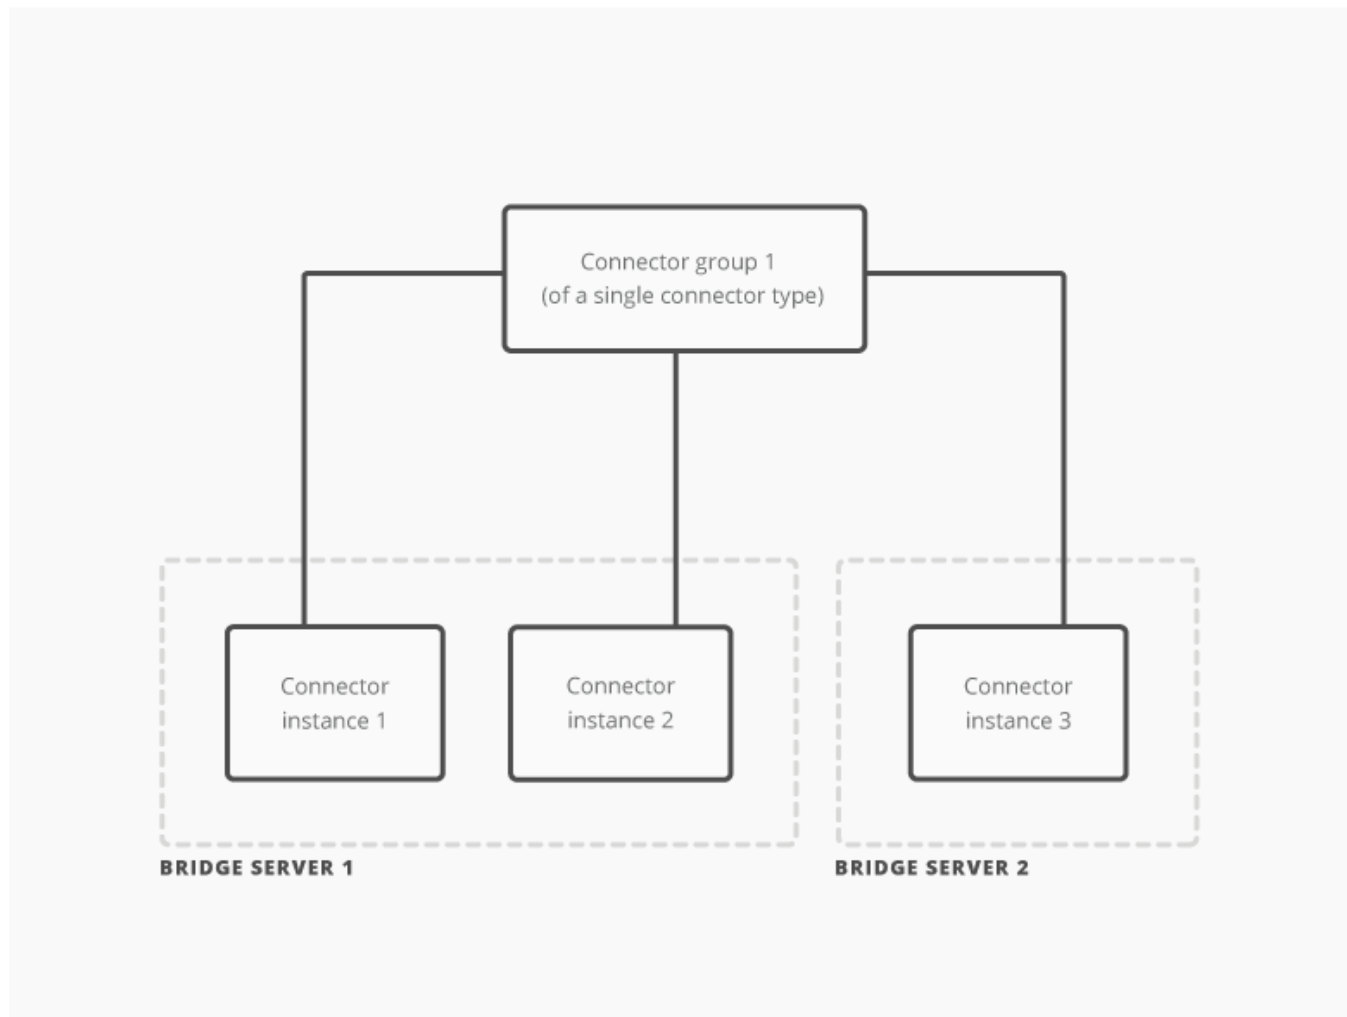 Connector group 1
(of a single connector type)
Connector
instance 1
Connector
instance 2
Connector
instance 3
BRIDGE SERVER 1
BRIDGE SERVER 2